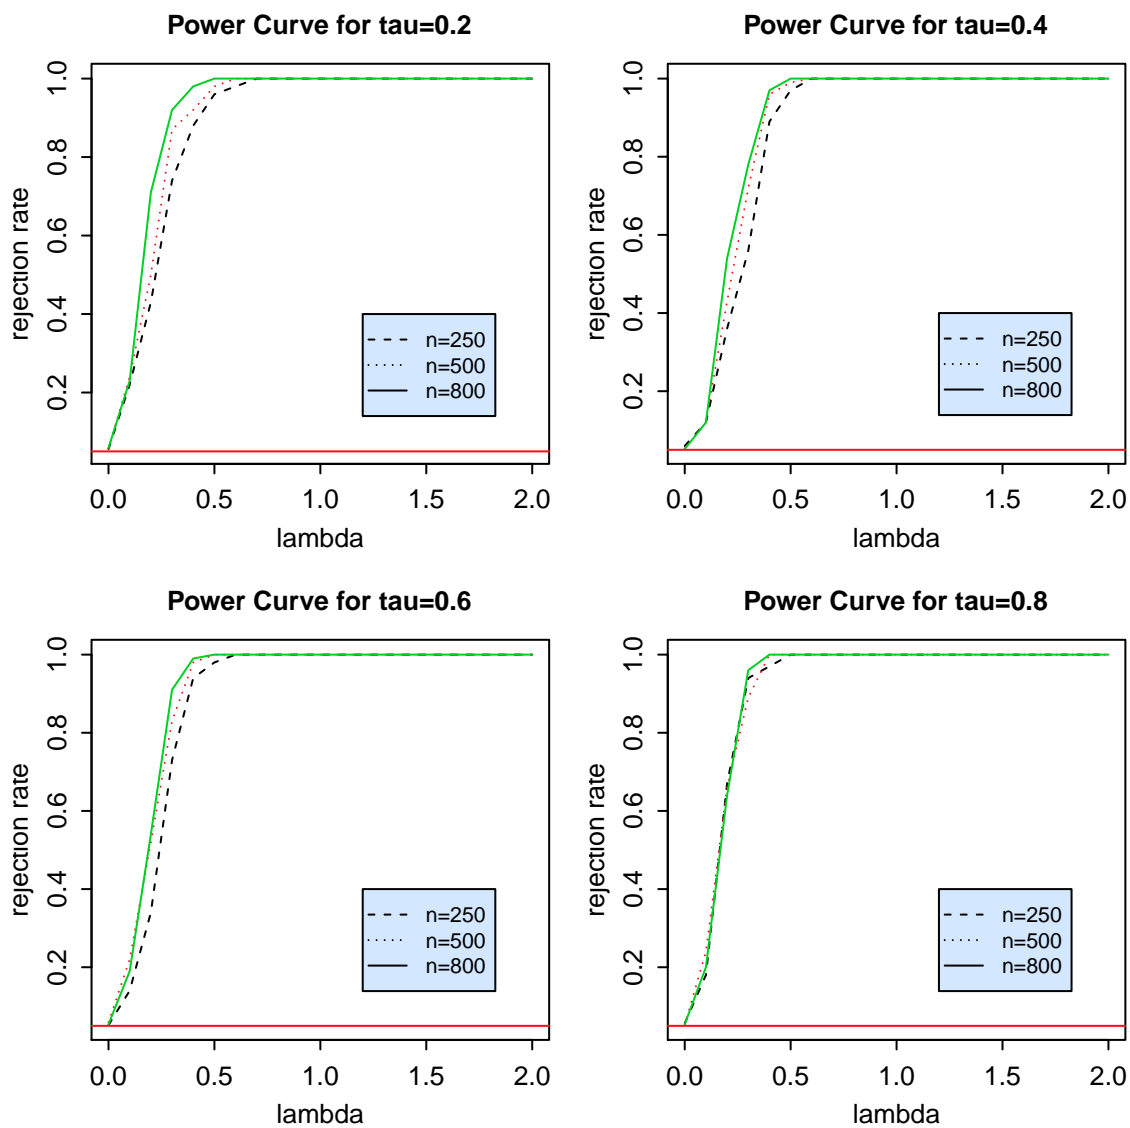 Power Curve for tau=0.2
rejection rate
1.0
0.8
0.6
0.4
0.2
n=250
n=500
n=800
0.0 0.5 1.0 1.5 2.0
lambda
Power Curve for tau=0.4
rejection rate
1.0
0.8
0.6
0.4
0.2
n=250
n=500
n=800
0.0 0.5 1.0 1.5 2.0
lambda
Power Curve for tau=0.6
rejection rate
1.0
0.8
0.6
0.4
0.2
n=250
n=500
n=800
0.0 0.5 1.0 1.5 2.0
lambda
Power Curve for tau=0.8
rejection rate
1.0
0.8
0.6
0.4
0.2
n=250
n=500
n=800
0.0 0.5 1.0 1.5 2.0
lambda